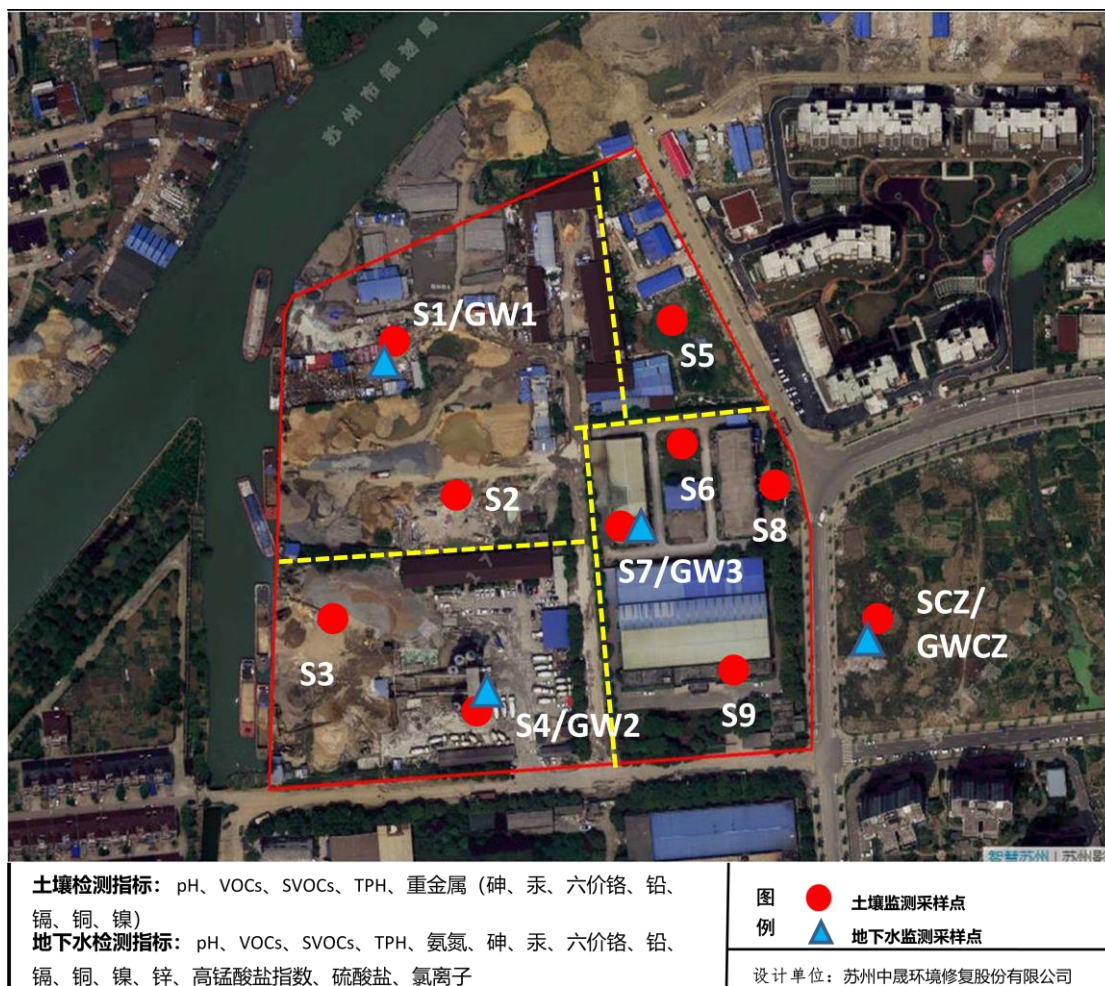 S1/GW1
S5
S2
S6
S8
S7/GW3
SCZ/
GWCZ
S3
S4/GW2
S9
智慧苏州
土壤检测指标：pH、VOCs、SVOCs、TPH、重金属（砷、汞、六价铬、铅、
镉、铜、镍）
地下水检测指标：pH、VOCs、SVOCs、TPH、氨氮、砷、汞、六价铬、铅、
镉、铜、镍、锌、高锰酸盐指数、硫酸盐、氯离子
图
例
土壤监测采样点
地下水监测采样点
设计单位：苏州中晟环境修复股份有限公司